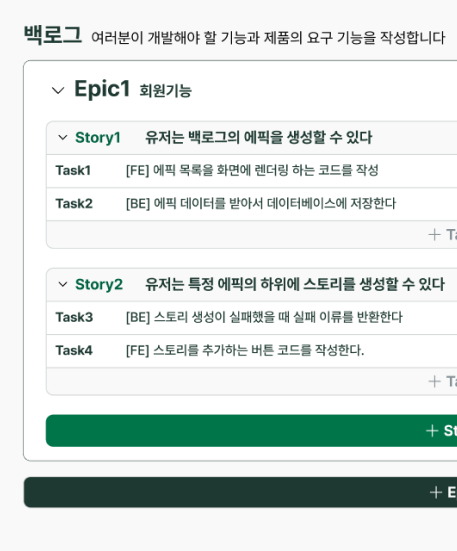 백로그 여러분이 개발해야 할 기능과 제품의 요구 기능을 작성합니다
Epic1 회원기능
Story1 유저는 백로그의 에픽을 생성할 수 있다
Task1 [FE] 에픽 목록을 화면에 렌더링 하는 코드를 작성
Task2 [BE] 에픽 데이터를 받아서 데이터베이스에 저장한다
+ Ta
Story2 유저는 특정 에픽의 하위에 스토리를 생성할 수 있다
Task3 [BE] 스토리 생성이 실패했을 때 실패 이류를 반환한다
Task4 [FE] 스토리를 추가하는 버튼 코드를 작성한다.
+ Ta
+ St
+ E